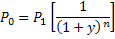 P₀ = P₁ [ 1 / (1 + y)ⁿ ]